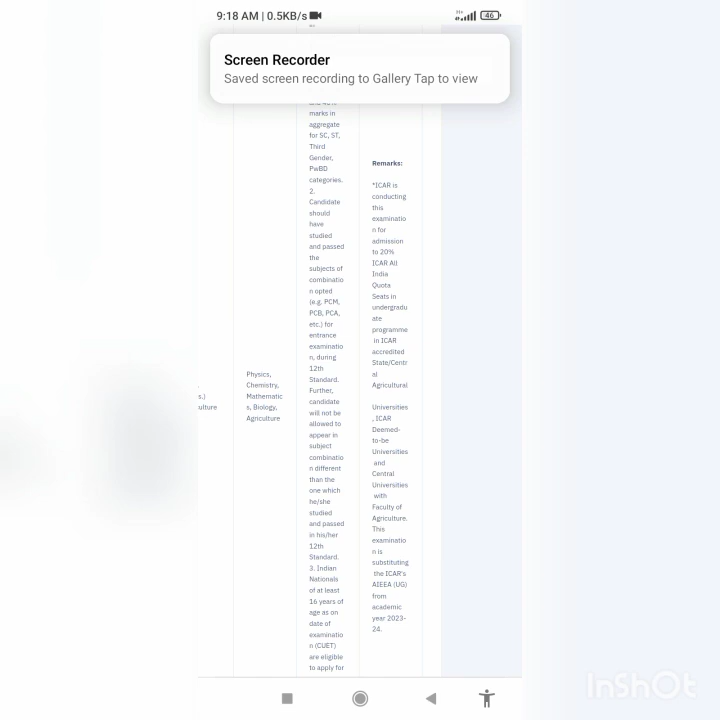 9:18 AM | 0.5KB/s
46
Screen Recorder
Saved screen recording to Gallery Tap to view
s.)
culture
Physics,
Chemistry,
Mathematic
s, Biology,
Agriculture
marks in
aggregate
for SC, ST,
Third
Gender,
PwBD
categories.
2.
Candidate
should
have
studied
and passed
the
subjects of
combinatio
n opted
(e.g. PCM,
PCB, PCA,
etc.) for
entrance
examinatio
n, during
12th
Standard.
Further,
candidate
will not be
allowed to
appear in
subject
combinatio
n different
than the
one which
he/she
studied
and passed
in his/her
12th
Standard.
3. Indian
Nationals
of at least
16 years of
age as on
date of
examinatio
n (CUET)
are eligible
to apply for
Remarks:
*ICAR is
conducting
this
examinatio
n for
admission
to 20%
ICAR All
India
Quota
Seats in
undergradu
ate
programme
in ICAR
accredited
State/Centr
al
Agricultural
Universities
, ICAR
Deemed-
to-be
Universities
and
Central
Universities
with
Faculty of
Agriculture.
This
examinatio
n is
substituting
the ICAR's
AIEEA (UG)
from
academic
year 2023-
24.
InShOt